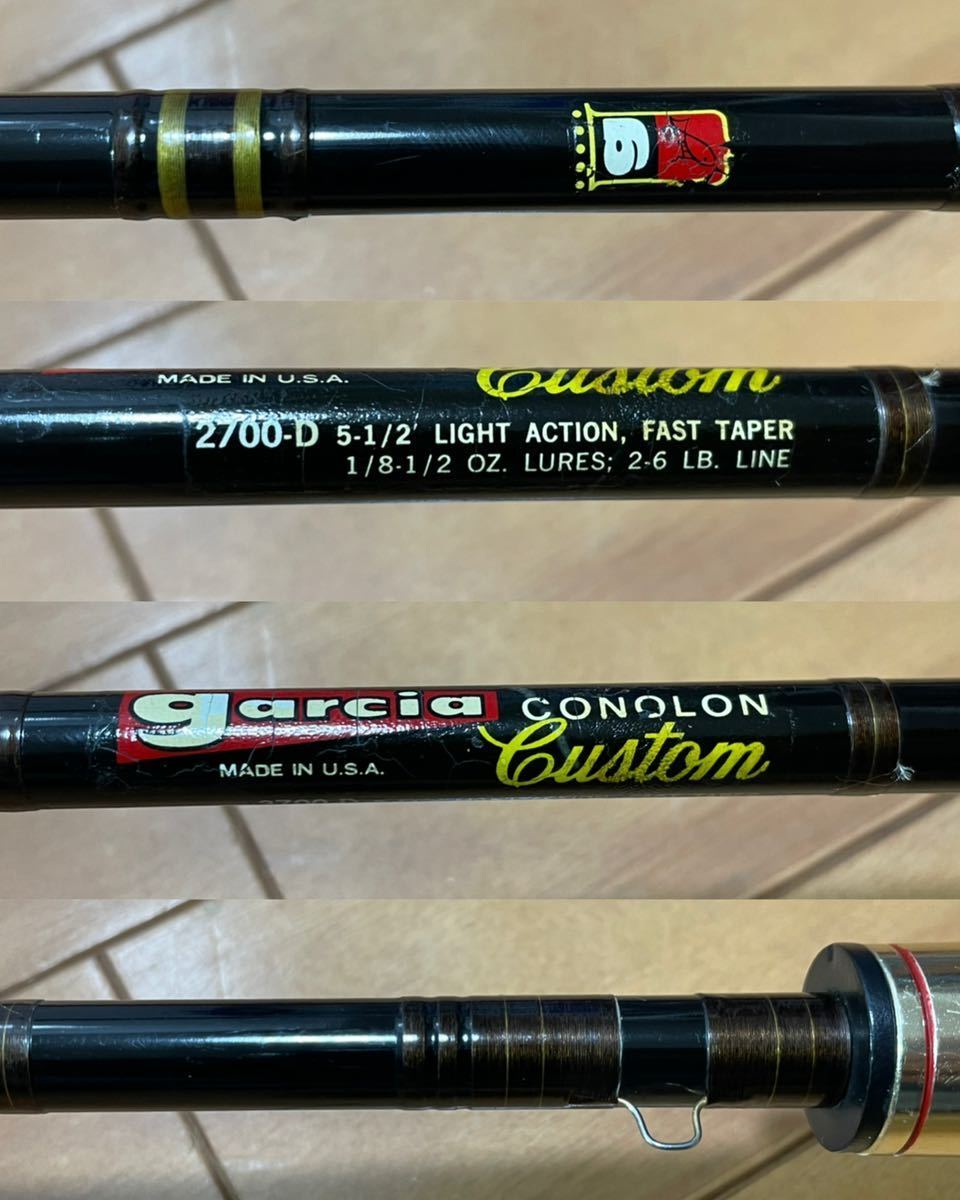 g
MADE IN U.S.A.
Custom
2700-D 5-1/2' LIGHT ACTION, FAST TAPER
1/8-1/2 OZ. LURES; 2-6 LB. LINE
garcia CONOLON
Custom
MADE IN U.S.A.
2700-D